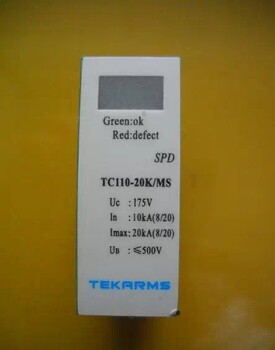 Green:ok
Red:defect
SPD
TC110-20K/MS
Uc : 175V
In : 10kA(8/20)
Imax: 20kA(8/20)
UB : ≤500V
TEKARMS